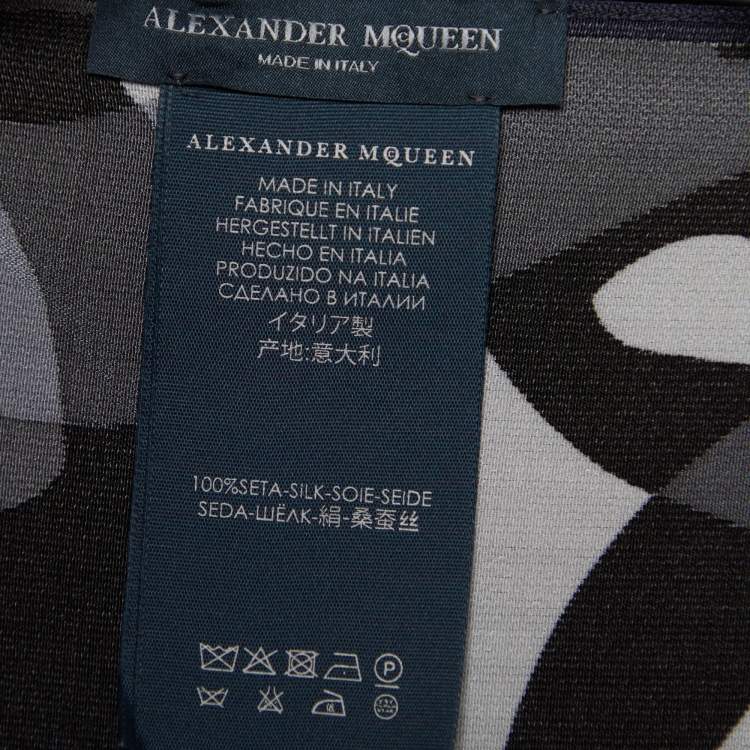 ALEXANDER MCQUEEN
MADE IN ITALY
ALEXANDER MCQUEEN
MADE IN ITALY
FABRIQUE EN ITALIE
HERGESTELLT IN ITALIEN
HECHO EN ITALIA
PRODUZIDO NA ITALIA
СДЕЛАНО В ИТАЛИИ
イタリア製
产地:意大利
100%SETA-SILK-SOIE-SEIDE
SEDA-ШЁЛК-絹-桑蚕丝
P